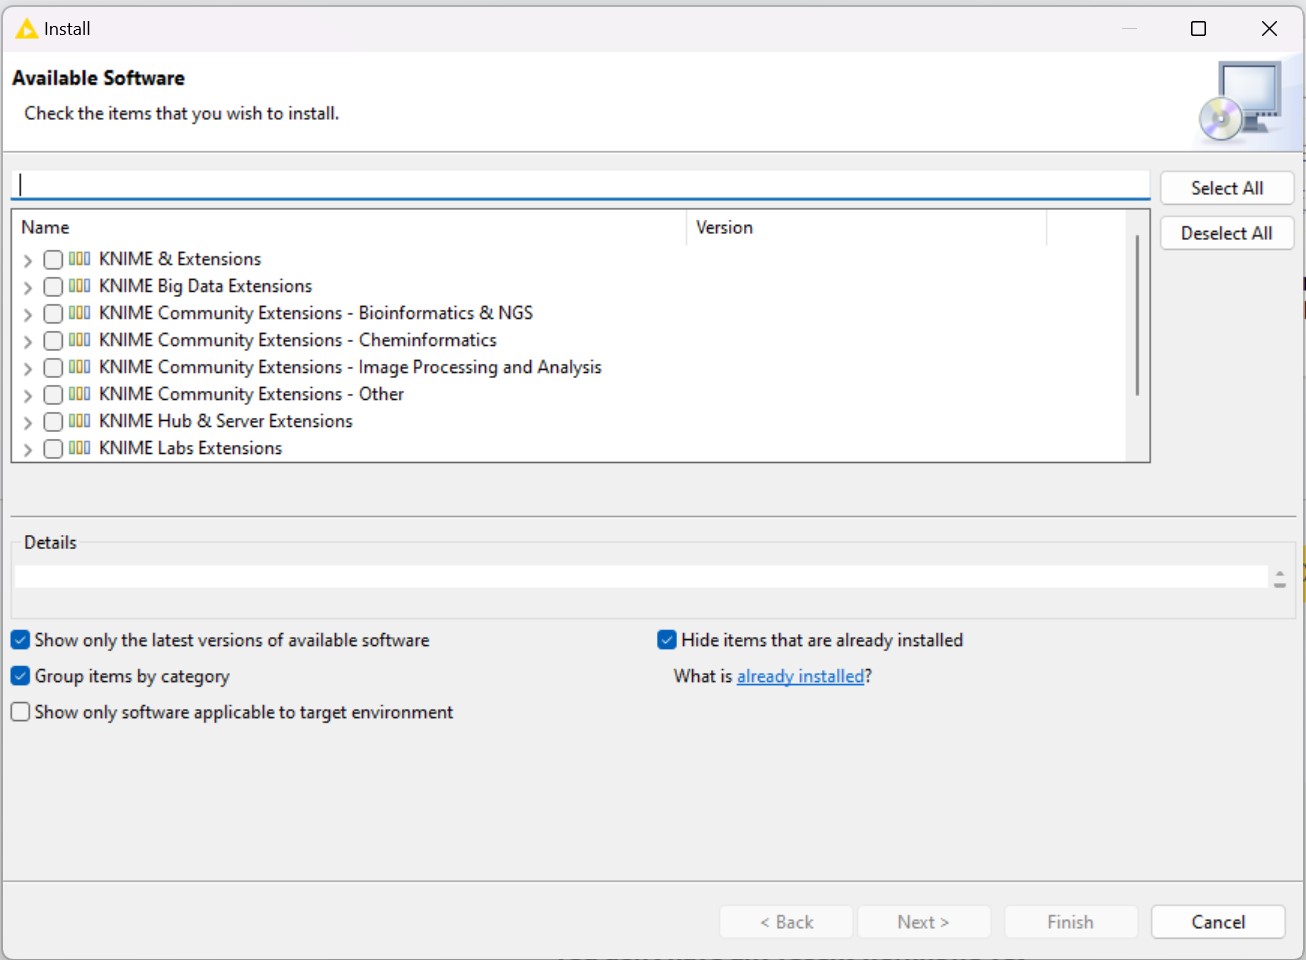 Install
Available Software
Check the items that you wish to install.
Select All
Name Version
Deselect All
KNIME & Extensions
KNIME Big Data Extensions
KNIME Community Extensions - Bioinformatics & NGS
KNIME Community Extensions - Cheminformatics
KNIME Community Extensions - Image Processing and Analysis
KNIME Community Extensions - Other
KNIME Hub & Server Extensions
KNIME Labs Extensions
Details
Show only the latest versions of available software Hide items that are already installed
Group items by category What is already installed?
Show only software applicable to target environment
< Back Next > Finish Cancel